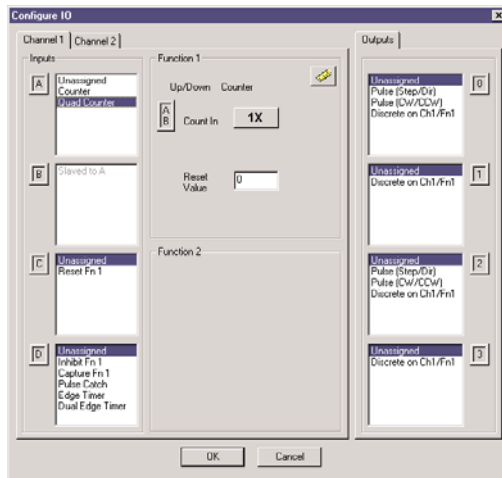 Configure IO
Channel 1
Channel 2
Inputs
A
Unassigned
Counter
Quad Counter
B
Slaved to A
C
Unassigned
Reset Fn 1
D
Unassigned
Inhibit Fn 1
Capture Fn 1
Pulse Catch
Edge Timer
Dual Edge Timer
Function 1
Up/Down Counter
A
B
Count In
1X
Reset
Value
0
Function 2
Outputs
Unassigned
Pulse (Step/Dir)
Pulse (CW/CCW)
Discrete on Ch1/Fn1
0
Unassigned
Discrete on Ch1/Fn1
1
Unassigned
Pulse (Step/Dir)
Pulse (CW/CCW)
Discrete on Ch1/Fn1
2
Unassigned
Discrete on Ch1/Fn1
3
OK
Cancel